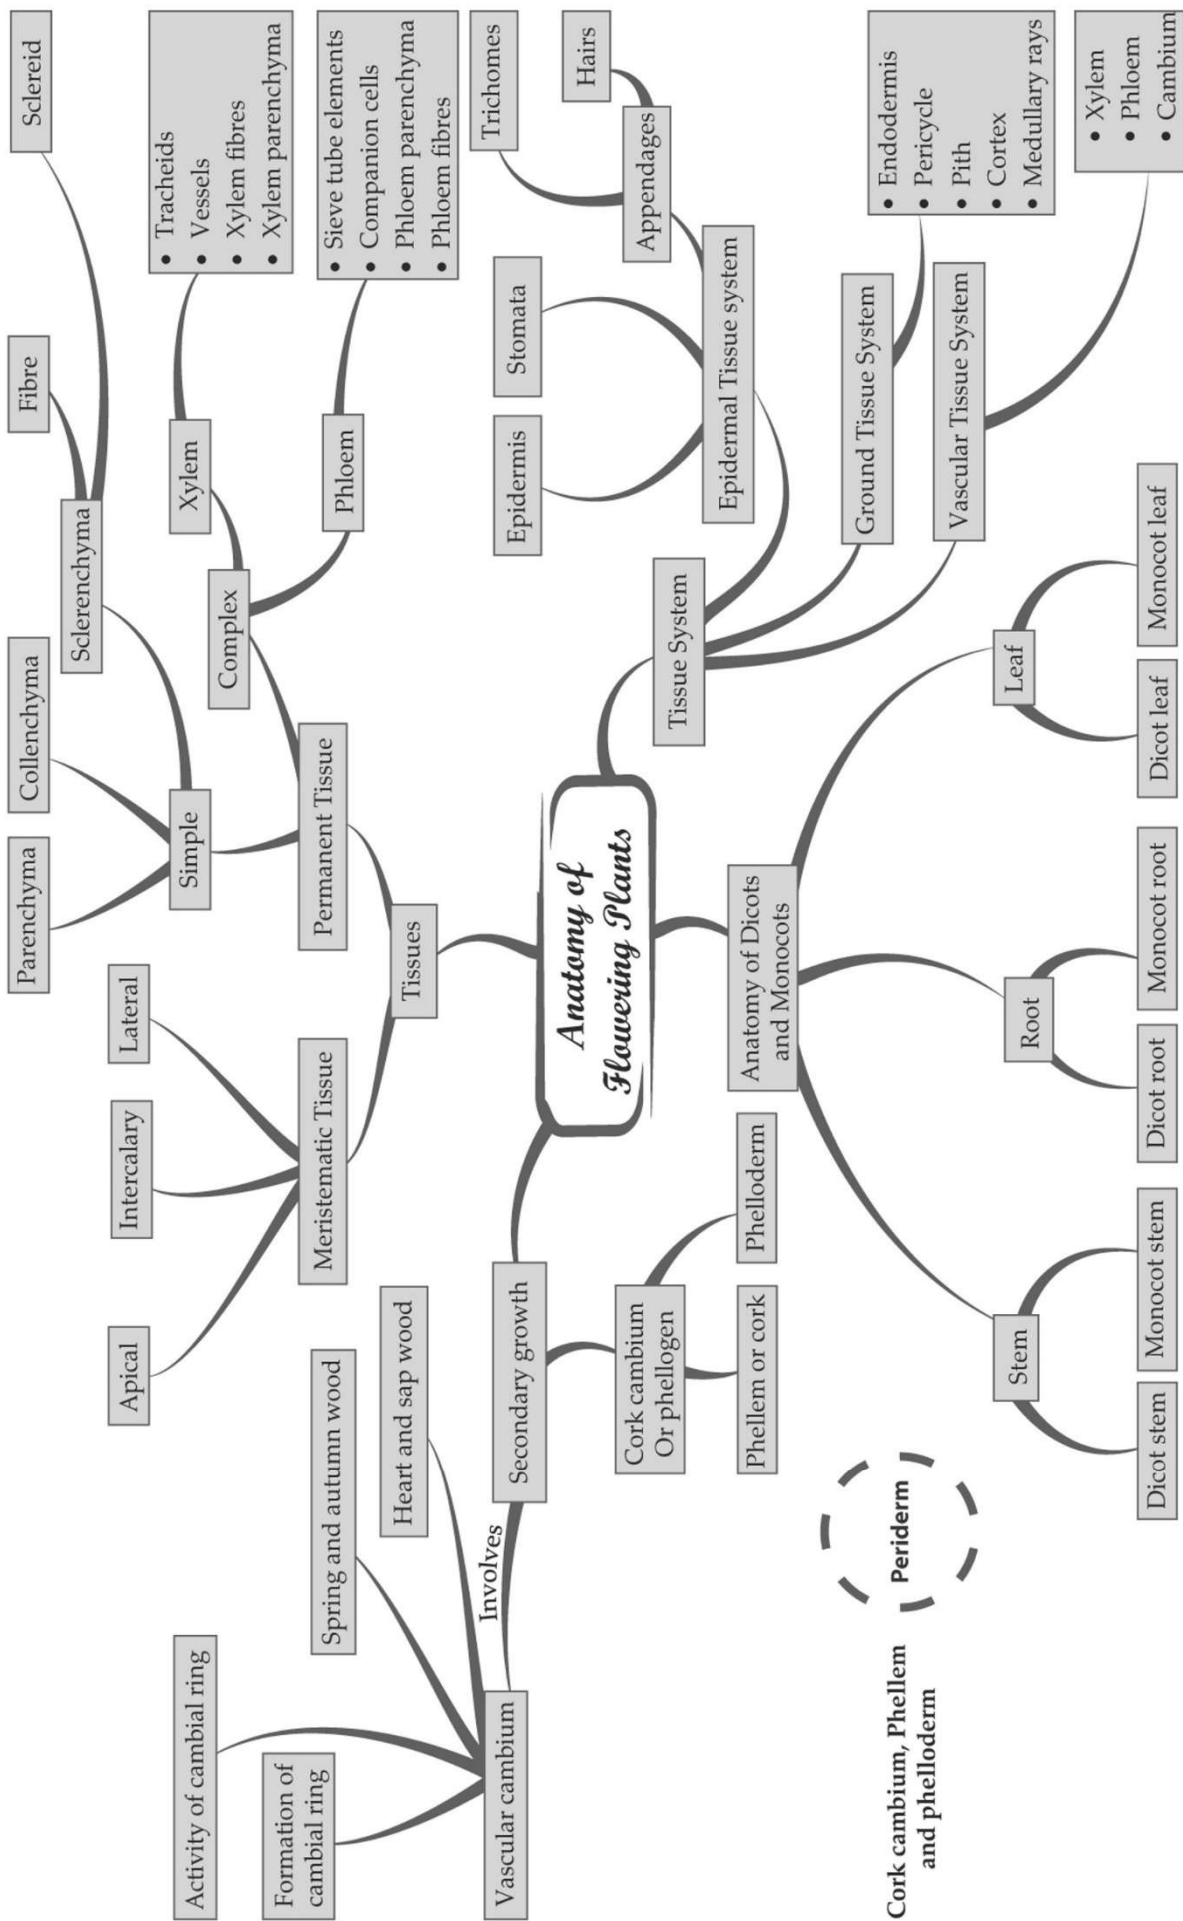 Sclereid
Fibre
Sclerenchyma
Collenchyma
Parenchyma
Simple
• Tracheids
• Vessels
• Xylem fibres
• Xylem parenchyma
Xylem
• Sieve tube elements
• Companion cells
• Phloem parenchyma
• Phloem fibres
Phloem
Complex
Permanent Tissue
Lateral
Intercalary
Apical
Meristematic Tissue
Tissues
Anatomy of
Flowering Plants
Tissue System
Epidermal Tissue system
Epidermis
Stomata
Appendages
Trichomes
Hairs
Ground Tissue System
• Endodermis
• Pericycle
• Pith
• Cortex
• Medullary rays
Vascular Tissue System
• Xylem
• Phloem
• Cambium
Secondary growth
Involves
Vascular cambium
Formation of
cambial ring
Activity of cambial ring
Spring and autumn wood
Heart and sap wood
Cork cambium
Or phellogen
Phellem or cork
Phelloderm
Anatomy of Dicots
and Monocots
Stem
Dicot stem
Monocot stem
Root
Dicot root
Monocot root
Leaf
Dicot leaf
Monocot leaf
Cork cambium, Phellem
and phelloderm
Periderm